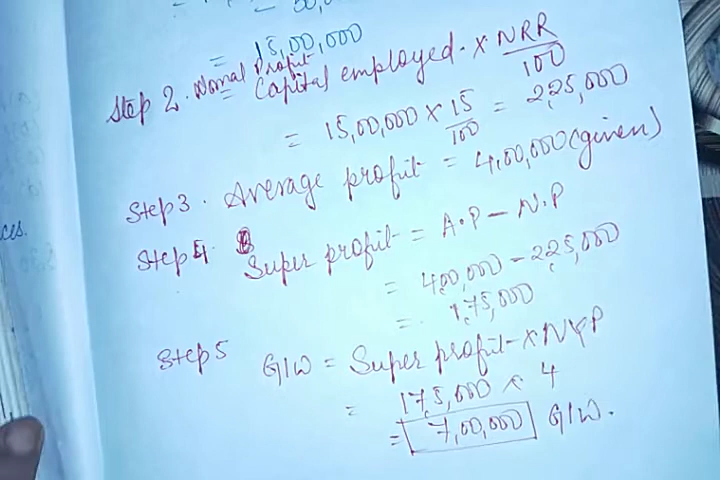 = 15,00,000
Step 2. Normal Profit
= Capital employed × NRR/100
= 15,00,000 × 15/100 = 2,25,000
Step 3. Average profit = 4,00,000 (given)
Step 4. Super profit = A.P − N.P
= 4,00,000 − 2,25,000
= 1,75,000
Step 5 G/W = Super profit × NYP
= 1,75,000 × 4
= 7,00,000 G/W.
ces.